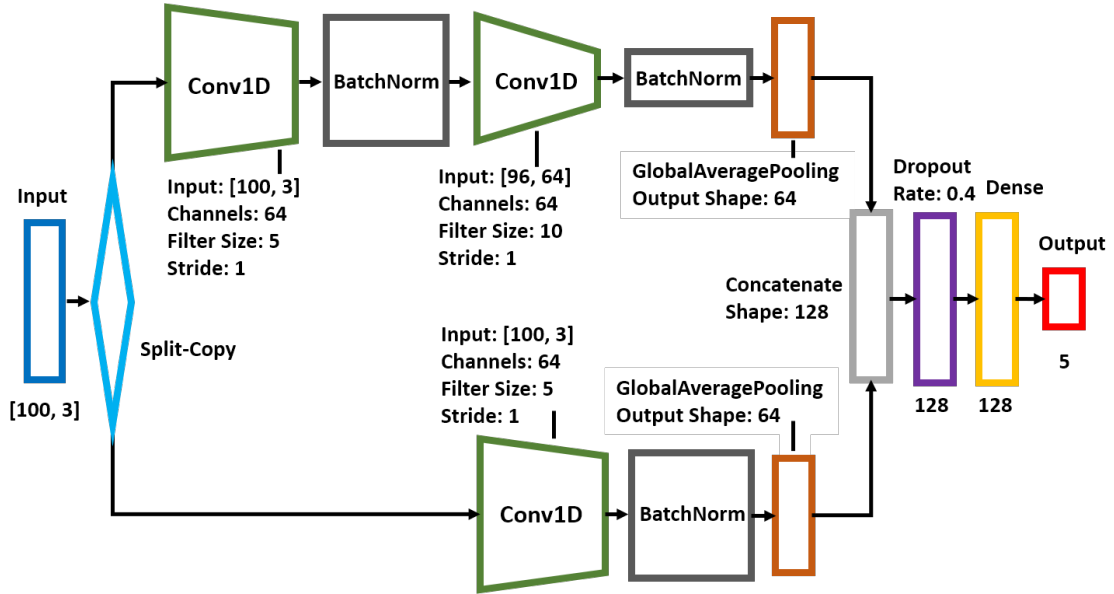 Input
[100, 3]
Split-Copy
Conv1D
Input: [100, 3]
Channels: 64
Filter Size: 5
Stride: 1
BatchNorm
Conv1D
Input: [96, 64]
Channels: 64
Filter Size: 10
Stride: 1
BatchNorm
GlobalAveragePooling
Output Shape: 64
Input: [100, 3]
Channels: 64
Filter Size: 5
Stride: 1
Conv1D
BatchNorm
GlobalAveragePooling
Output Shape: 64
Concatenate
Shape: 128
Dropout
Rate: 0.4
128
Dense
128
Output
5